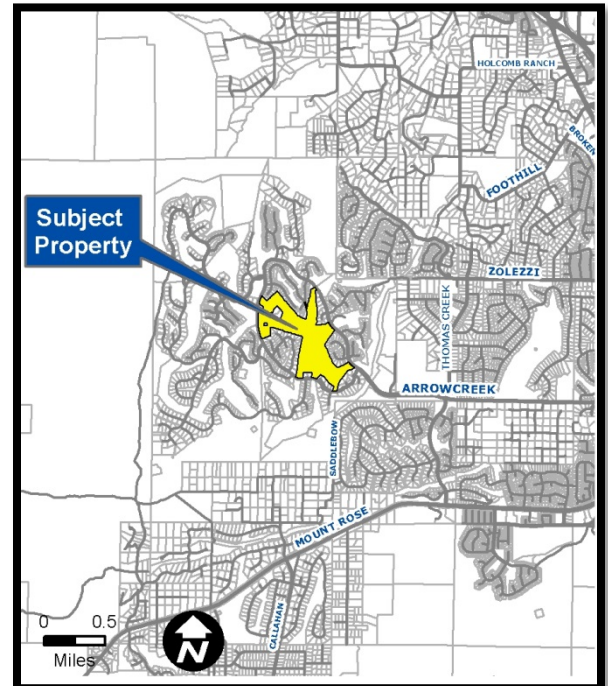 HOLCOMB RANCH
BROKEN
FOOTHILL
Subject
Property
ZOLEZZI
THOMAS CREEK
ARROWCREEK
SADDLEBOW
MOUNT ROSE
CALLAHAN
0 0.5
Miles
N